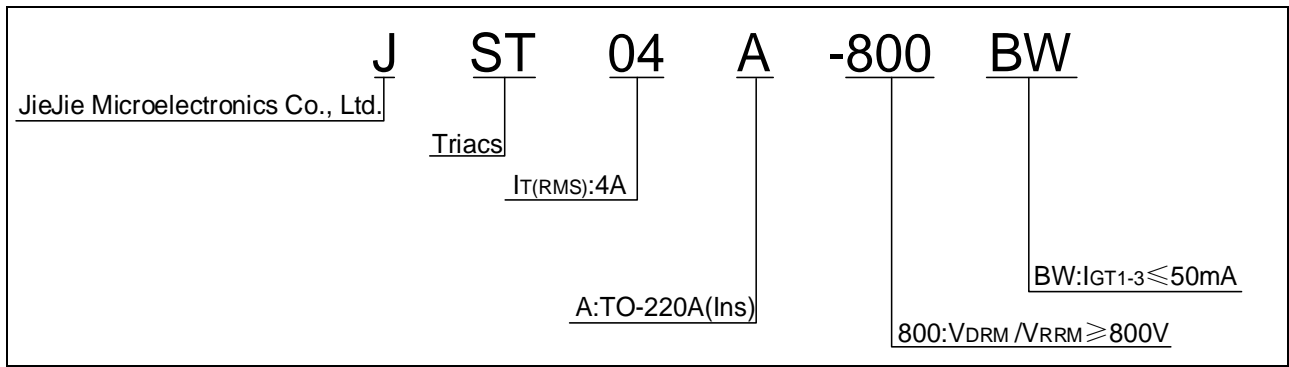 J ST 04 A -800 BW
JieJie Microelectronics Co., Ltd.
Triacs
IT(RMS):4A
BW:IGT1-3≤50mA
A:TO-220A(Ins)
800:VDRM /VRRM≥800V